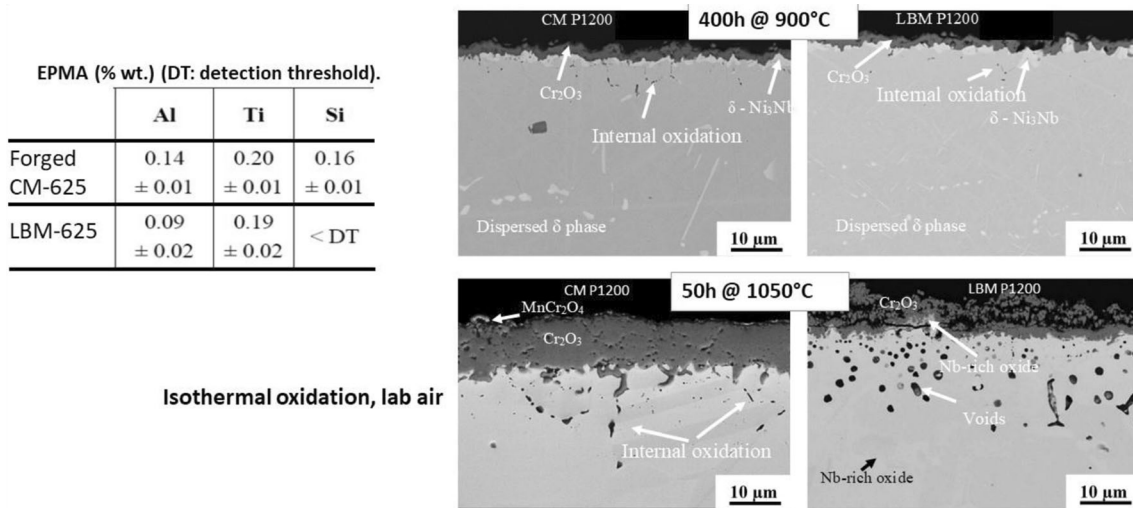 EPMA (% wt.) (DT: detection threshold).
Al Ti Si
Forged 0.14 0.20 0.16
CM-625 ± 0.01 ± 0.01 ± 0.01
LBM-625 0.09 0.19 < DT
± 0.02 ± 0.02
400h @ 900°C
CM P1200
Cr₂O₃
Internal oxidation
δ - Ni₃Nb
Dispersed δ phase
10 µm
LBM P1200
Cr₂O₃
Internal oxidation
δ - Ni₃Nb
Dispersed δ phase
10 µm
Isothermal oxidation, lab air
50h @ 1050°C
CM P1200
MnCr₂O₄
Cr₂O₃
Internal oxidation
10 µm
LBM P1200
Cr₂O₃
Nb-rich oxide
Voids
Nb-rich oxide
10 µm